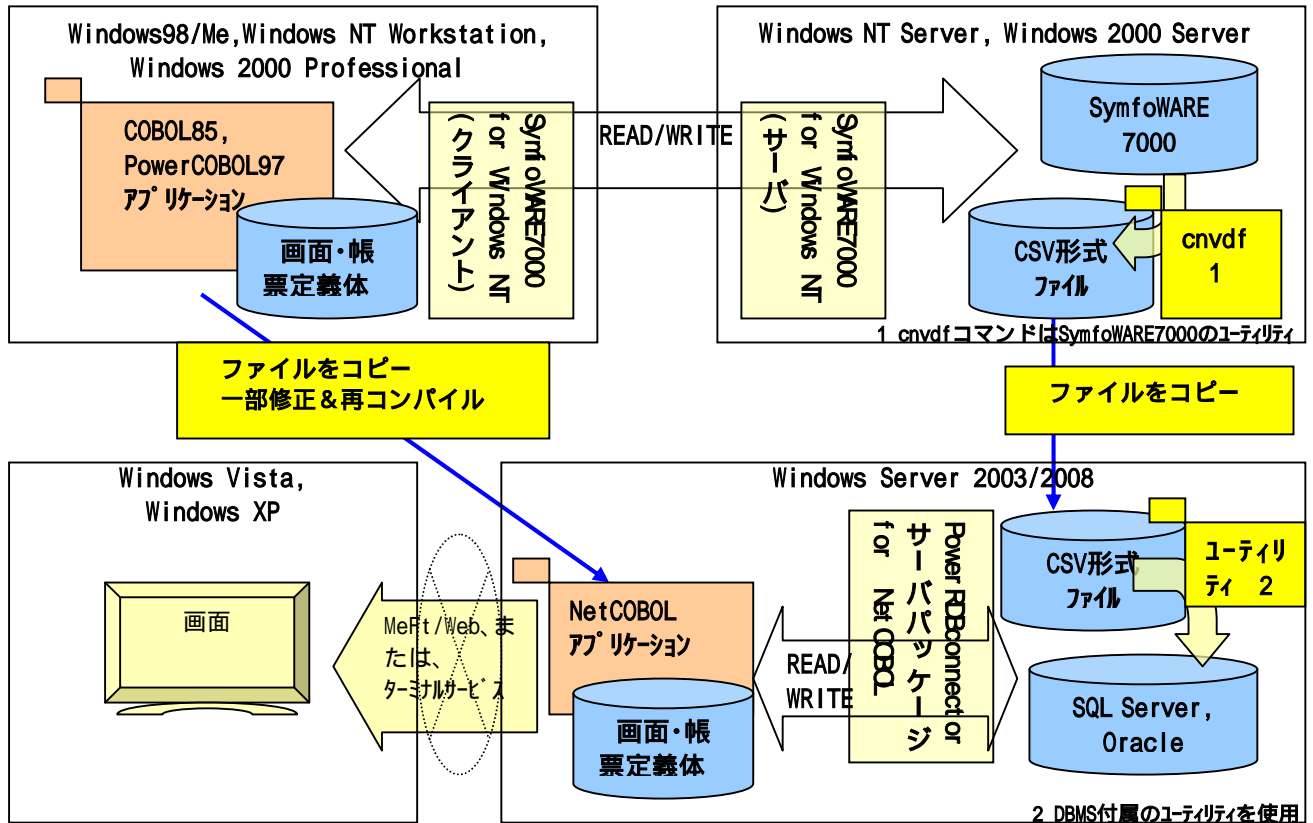 Windows98/Me,Windows NT Workstation,
Windows 2000 Professional
COBOL85,
PowerCOBOL97
ｱﾌﾟﾘｹｰｼｮﾝ
画面・帳
票定義体
SymfoWARE7000
for Windows NT
(クライアント)
READ/WRITE
Windows NT Server, Windows 2000 Server
SymfoWARE7000
for Windows NT
(サーバ)
SymfoWARE
7000
CSV形式
ﾌｧｲﾙ
cnvdf
1
1 cnvdfコマンドはSymfoWARE7000のﾕｰﾃｨﾘﾃｨ
ファイルをコピー
一部修正＆再コンパイル
ファイルをコピー
Windows Vista,
Windows XP
画面
MeFt/Web、ま
たは、
ﾀｰﾐﾅﾙｻｰﾋﾞｽ
Windows Server 2003/2008
NetCOBOL
ｱﾌﾟﾘｹｰｼｮﾝ
画面・帳
票定義体
READ/
WRITE
PowerRDBconnector
サーバパッケージ
for NetCOBOL
CSV形式
ﾌｧｲﾙ
ﾕｰﾃｨﾘ
ﾃｨ 2
SQL Server,
Oracle
2 DBMS付属のﾕｰﾃｨﾘﾃｨを使用